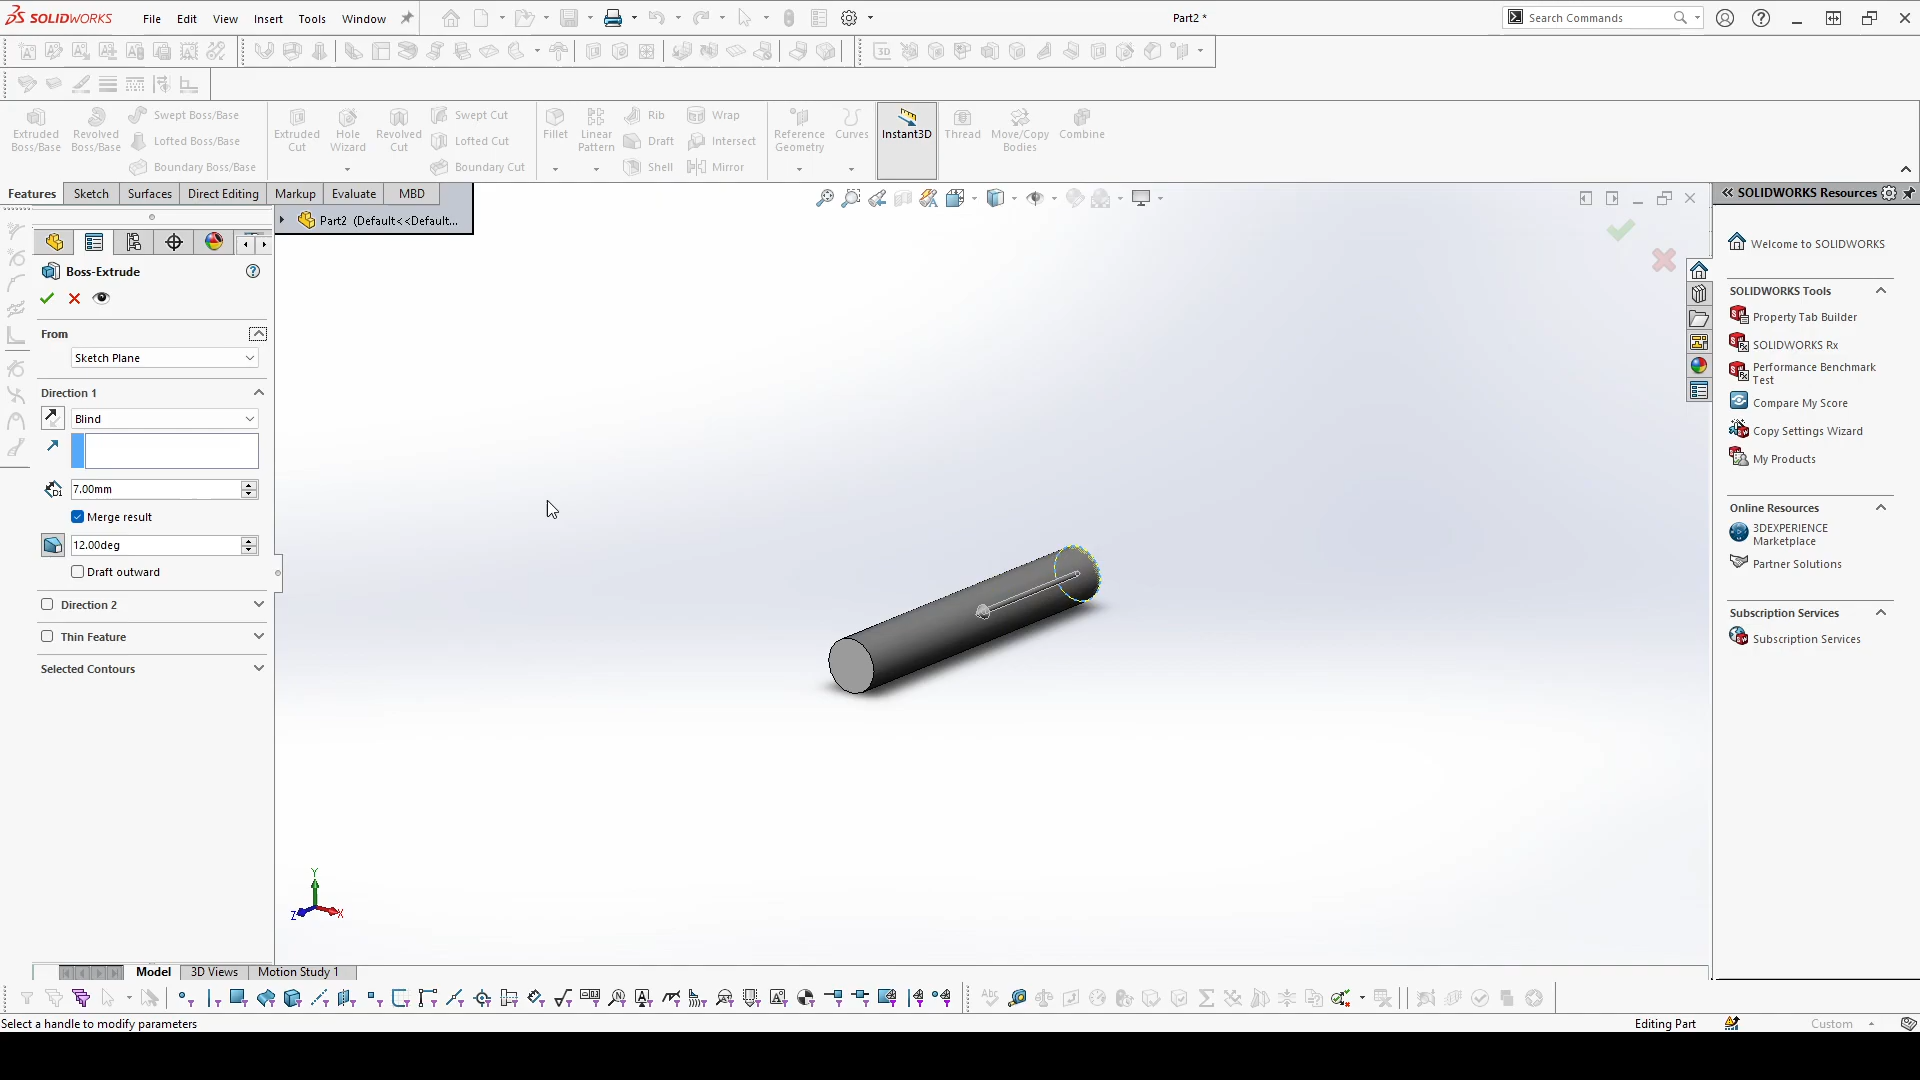 SOLIDWORKS
File Edit View Insert Tools Window
Part2 *
Search Commands
3D
Extruded Boss/Base
Revolved Boss/Base
Swept Boss/Base
Lofted Boss/Base
Boundary Boss/Base
Extruded Cut
Hole Wizard
Revolved Cut
Swept Cut
Lofted Cut
Boundary Cut
Fillet
Linear Pattern
Rib
Draft
Shell
Wrap
Intersect
Mirror
Reference Geometry
Curves
Instant3D
Thread
Move/Copy Bodies
Combine
Features Sketch Surfaces Direct Editing Markup Evaluate MBD
Part2 (Default<<Default...
Boss-Extrude
From
Sketch Plane
Direction 1
Blind
D1
7.00mm
Merge result
12.00deg
Draft outward
Direction 2
Thin Feature
Selected Contours
Y
Z
X
SOLIDWORKS Resources
Welcome to SOLIDWORKS
SOLIDWORKS Tools
Property Tab Builder
SOLIDWORKS Rx
Performance Benchmark
Test
Compare My Score
Copy Settings Wizard
My Products
Online Resources
3DEXPERIENCE
Marketplace
Partner Solutions
Subscription Services
Subscription Services
Model 3D Views Motion Study 1
Select a handle to modify parameters
Editing Part
Custom